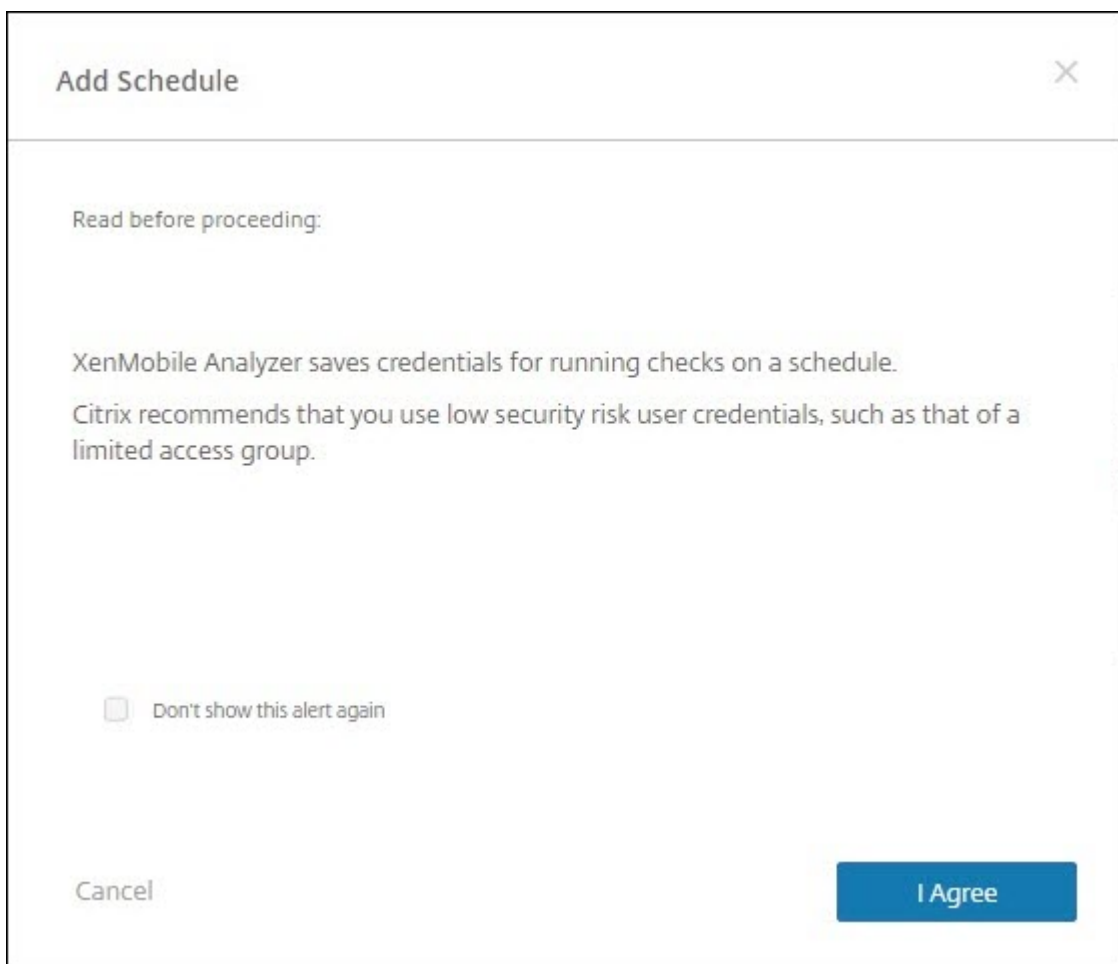 Add Schedule
Read before proceeding:
XenMobile Analyzer saves credentials for running checks on a schedule.
Citrix recommends that you use low security risk user credentials, such as that of a
limited access group.
Don't show this alert again
Cancel
I Agree